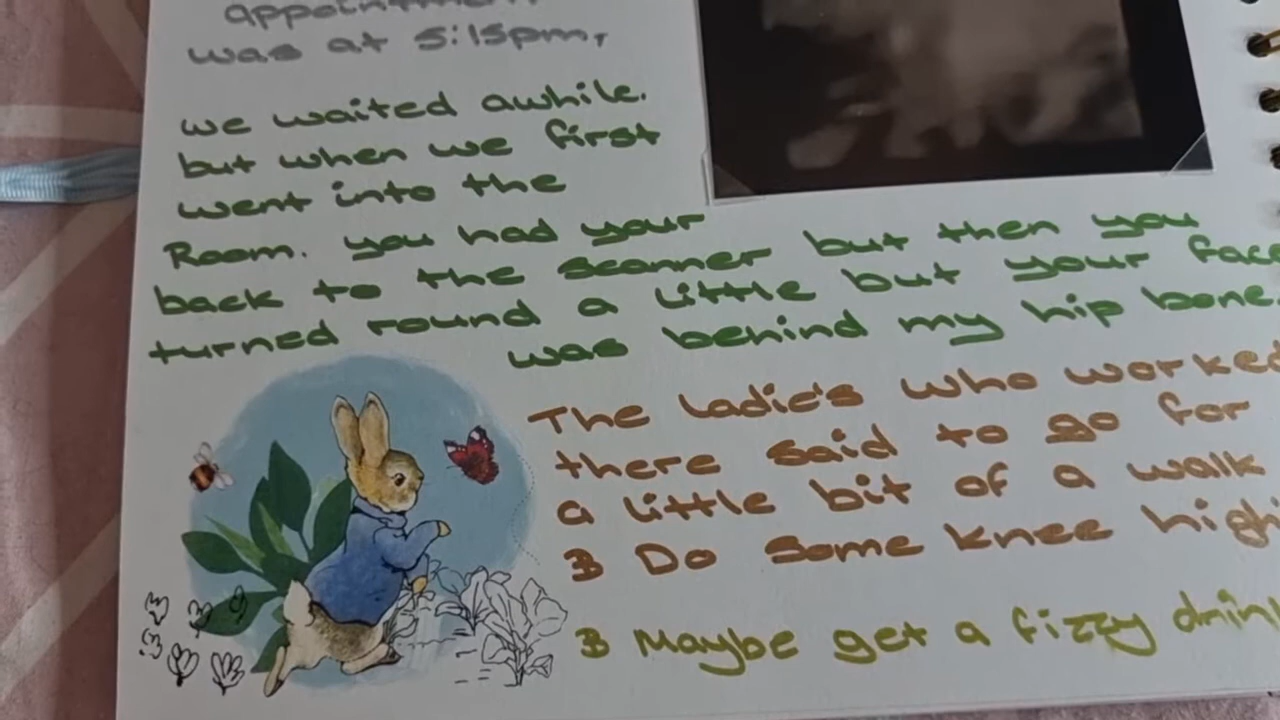 appointment
was at 5:15pm,
we waited awhile.
but when we first
went into the
Room. you had your
back to the scanner but then you
turned round a little but your face
was behind my hip bone.
The Ladie's who worked
there said to go for
a little bit of a walk
& Do some knee high
& Maybe get a fizzy drink